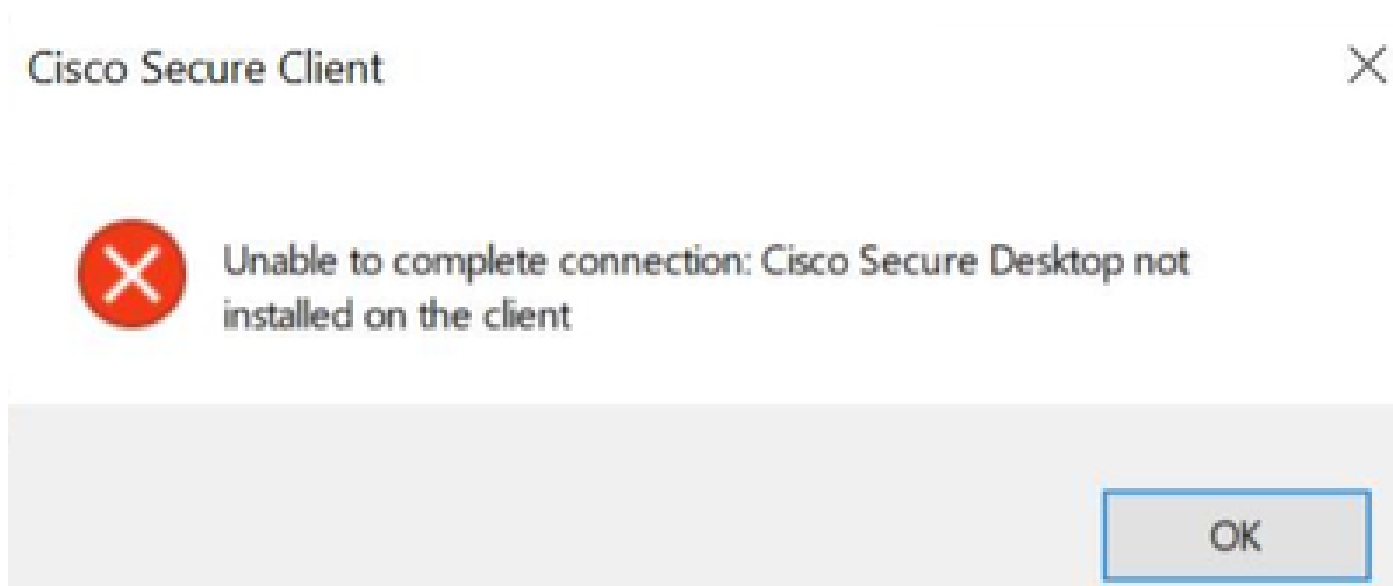 Cisco Secure Client
Unable to complete connection: Cisco Secure Desktop not
installed on the client
OK